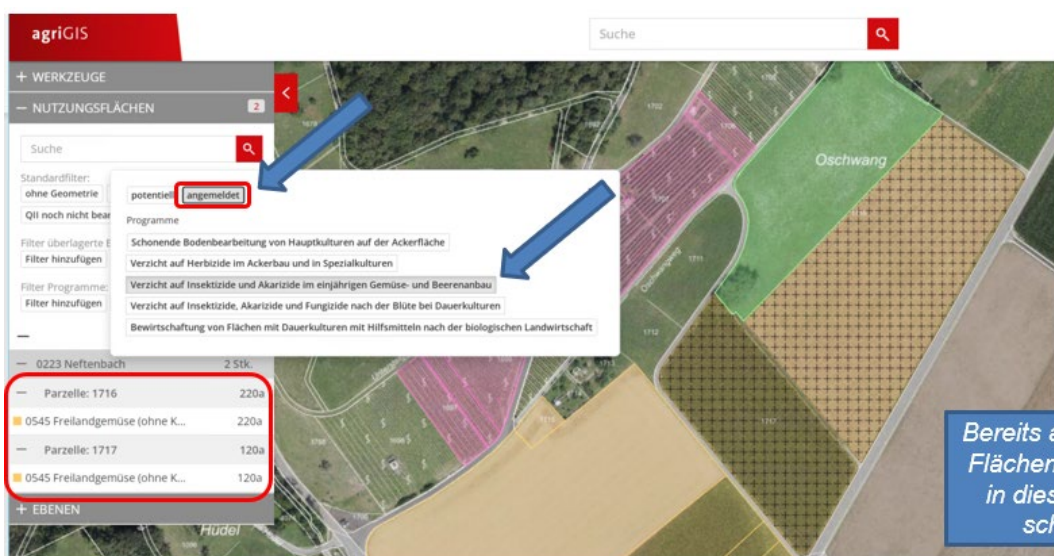 agriGIS
Suche
+ WERKZEUGE
− NUTZUNGSFLÄCHEN 2
Suche
Standardfilter:
ohne Geometrie
QII noch nicht bear
Filter überlagerte E
Filter hinzufügen
Filter Programme:
Filter hinzufügen
potentiell angemeldet
Programme
Schonende Bodenbearbeitung von Hauptkulturen auf der Ackerfläche
Verzicht auf Herbizide im Ackerbau und in Spezialkulturen
Verzicht auf Insektizide und Akarizide im einjährigen Gemüse- und Beerenanbau
Verzicht auf Insektizide, Akarizide und Fungizide nach der Blüte bei Dauerkulturen
Bewirtschaftung von Flächen mit Dauerkulturen mit Hilfsmitteln nach der biologischen Landwirtschaft
− 0223 Neftenbach 2 Stk.
− Parzelle: 1716 220a
0545 Freilandgemüse (ohne K... 220a
− Parzelle: 1717 120a
0545 Freilandgemüse (ohne K... 120a
+ EBENEN
Oschwang
Oschwangweg
1702
1711
1712
1717
Hüdel
Bereits a
Flächen
in dies
sch